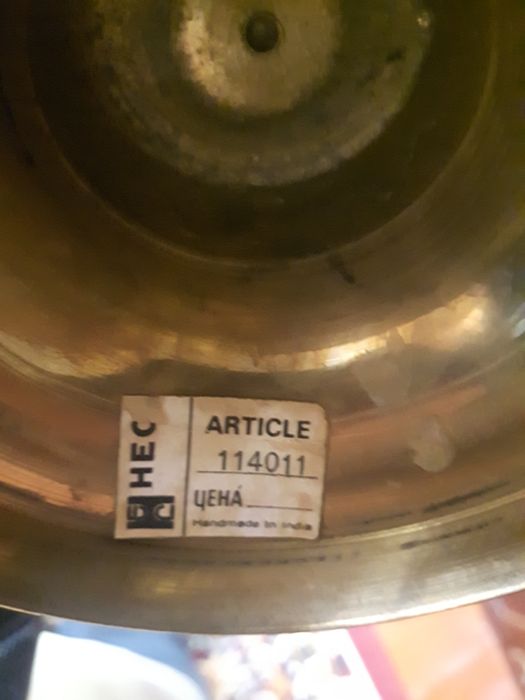 HEC
ARTICLE
114011
ЦЕНА́
Handmade In India